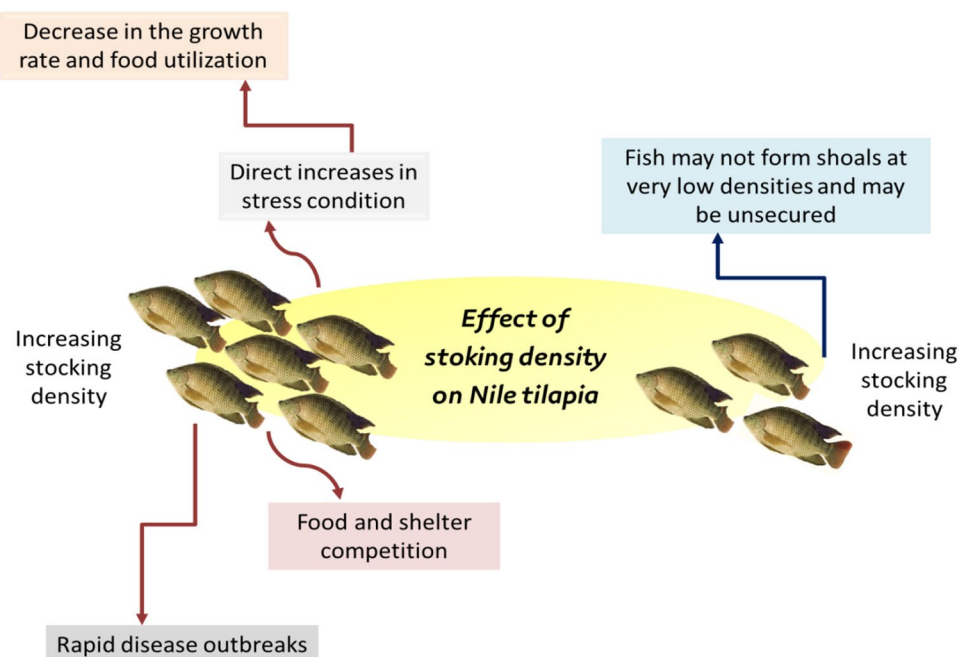 Decrease in the growth
rate and food utilization
Direct increases in
stress condition
Fish may not form shoals at
very low densities and may
be unsecured
Increasing
stocking
density
Effect of
stoking density
on Nile tilapia
Increasing
stocking
density
Food and shelter
competition
Rapid disease outbreaks